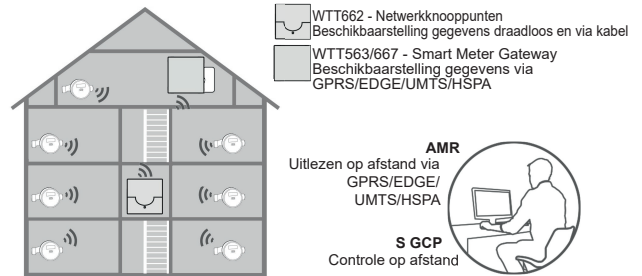 WTT662 - Netwerkknooppunten
Beschikbaarstelling gegevens draadloos en via kabel
WTT563/667 - Smart Meter Gateway
Beschikbaarstelling gegevens via
GPRS/EDGE/UMTS/HSPA
AMR
Uitlezen op afstand via
GPRS/EDGE/
UMTS/HSPA
S GCP
Controle op afstand